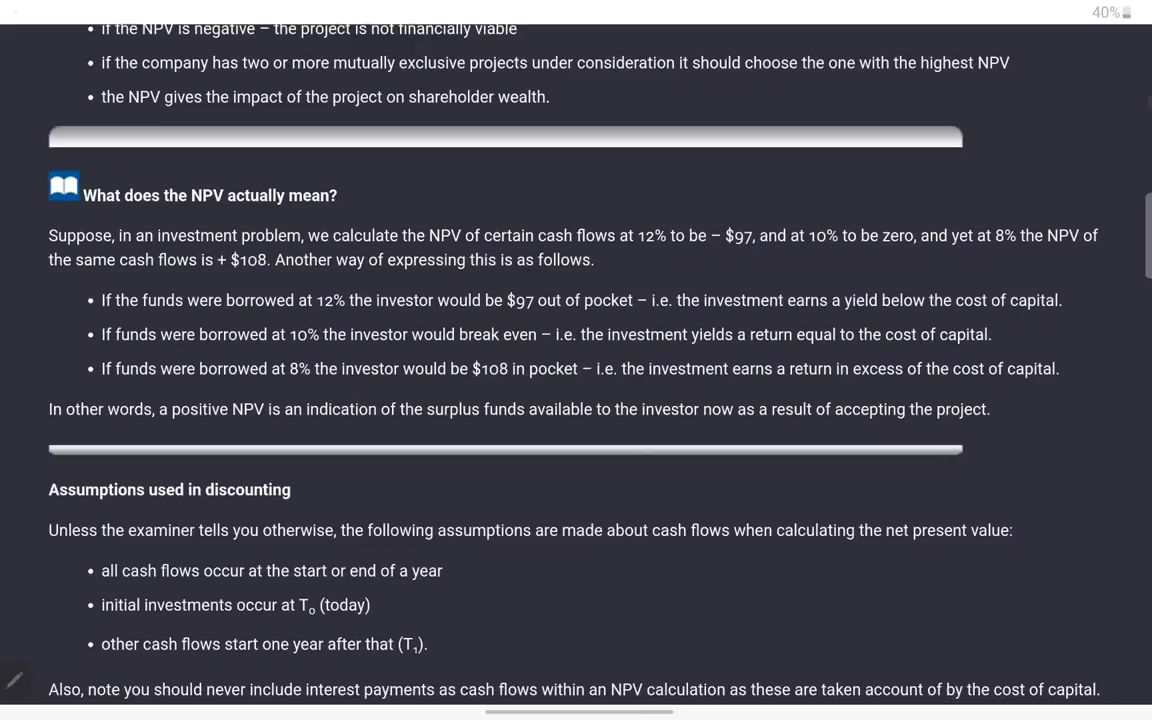 40%
• if the NPV is negative – the project is not financially viable
• if the company has two or more mutually exclusive projects under consideration it should choose the one with the highest NPV
• the NPV gives the impact of the project on shareholder wealth.
What does the NPV actually mean?
Suppose, in an investment problem, we calculate the NPV of certain cash flows at 12% to be – $97, and at 10% to be zero, and yet at 8% the NPV of
the same cash flows is + $108. Another way of expressing this is as follows.
• If the funds were borrowed at 12% the investor would be $97 out of pocket – i.e. the investment earns a yield below the cost of capital.
• If funds were borrowed at 10% the investor would break even – i.e. the investment yields a return equal to the cost of capital.
• If funds were borrowed at 8% the investor would be $108 in pocket – i.e. the investment earns a return in excess of the cost of capital.
In other words, a positive NPV is an indication of the surplus funds available to the investor now as a result of accepting the project.
Assumptions used in discounting
Unless the examiner tells you otherwise, the following assumptions are made about cash flows when calculating the net present value:
• all cash flows occur at the start or end of a year
• initial investments occur at T₀ (today)
• other cash flows start one year after that (T₁).
Also, note you should never include interest payments as cash flows within an NPV calculation as these are taken account of by the cost of capital.